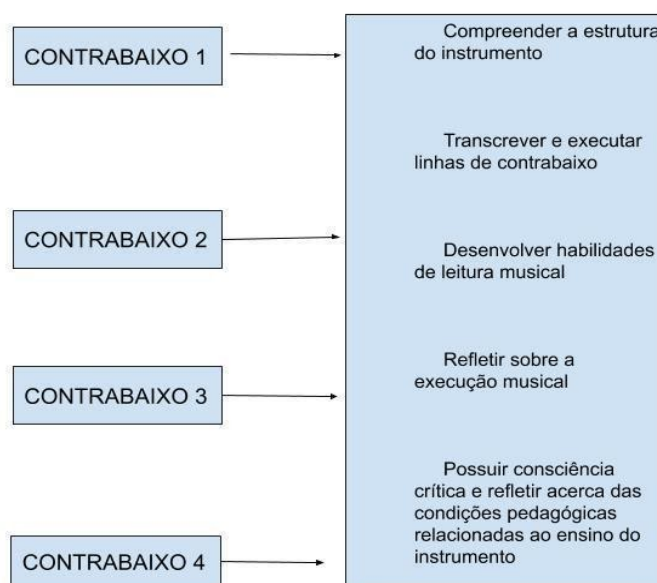 CONTRABAIXO 1
Compreender a estrutura
do instrumento
Transcrever e executar
linhas de contrabaixo
CONTRABAIXO 2
Desenvolver habilidades
de leitura musical
CONTRABAIXO 3
Refletir sobre a
execução musical
Possuir consciência
crítica e refletir acerca das
condições pedagógicas
relacionadas ao ensino do
instrumento
CONTRABAIXO 4